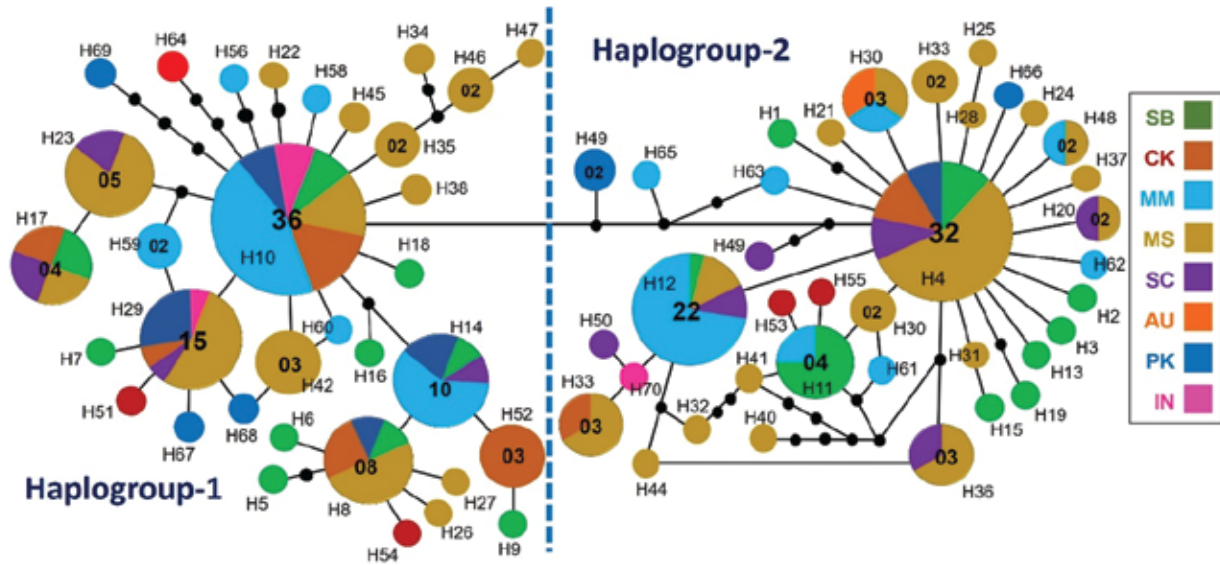 Haplogroup-1
Haplogroup-2
H69
H64
H56
H22
H58
H45
H34
H46
02
H47
02
H35
H38
H23
05
H17
04
H59
02
36
H10
H18
H29
15
H7
H51
H67
H68
H60
03
H42
H16
H14
10
H6
H5
08
H8
H27
H26
H54
H52
03
H9
H49
02
H65
H63
H49
H1
H21
H30
03
H33
02
H25
H28
H66
H24
H48
02
H37
H20
02
H62
H2
H3
H13
H19
H15
H31
32
H4
H12
22
H50
H70
H33
03
H53
H55
04
H11
02
H30
H61
H41
H32
H40
H44
03
H36
SB
CK
MM
MS
SC
AU
PK
IN